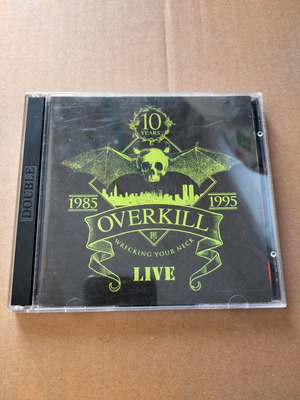 10
YEARS
1985 1995
OVERKILL
WRECKING YOUR NECK
LIVE
DOUBLE